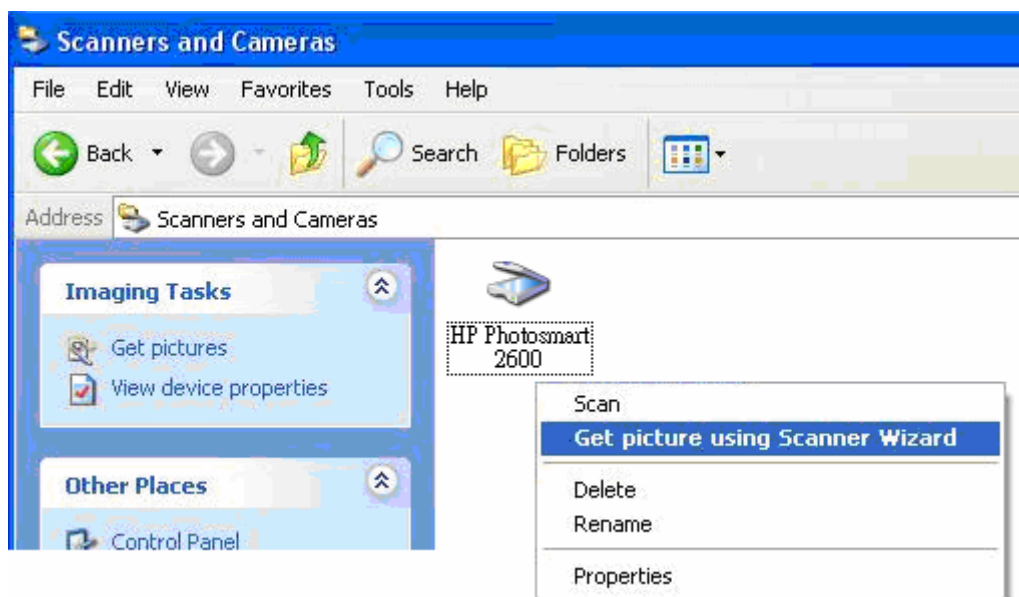 Scanners and Cameras
File Edit View Favorites Tools Help
Back Search Folders
Address Scanners and Cameras
Imaging Tasks
Get pictures
View device properties
Other Places
Control Panel
HP Photosmart
2600
Scan
Get picture using Scanner Wizard
Delete
Rename
Properties